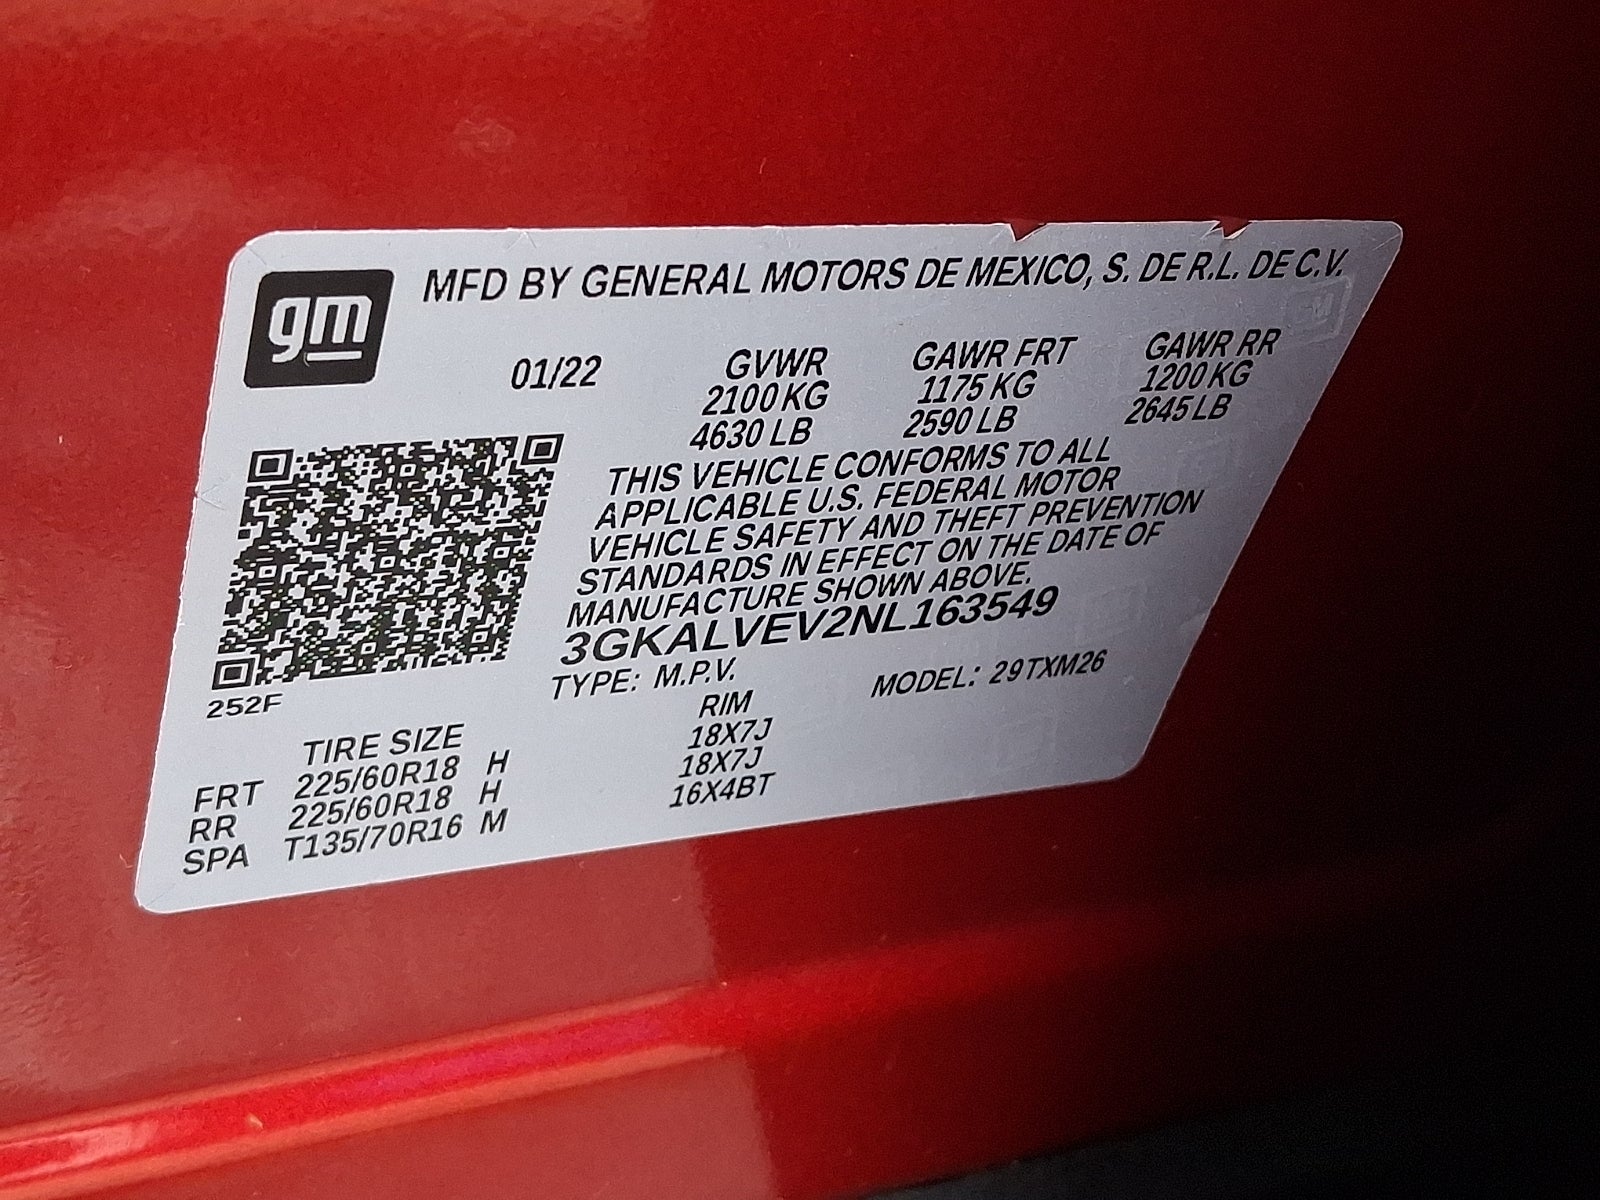 gm
MFD BY GENERAL MOTORS DE MEXICO, S. DE R.L. DE C.V.
01/22
GVWR GAWR FRT GAWR RR
2100 KG 1175 KG 1200 KG
4630 LB 2590 LB 2645 LB
THIS VEHICLE CONFORMS TO ALL
APPLICABLE U.S. FEDERAL MOTOR
VEHICLE SAFETY AND THEFT PREVENTION
STANDARDS IN EFFECT ON THE DATE OF
MANUFACTURE SHOWN ABOVE.
3GKALVEV2NL163549
TYPE: M.P.V. MODEL: 29TXM26
252F
TIRE SIZE RIM
FRT 225/60R18 H 18X7J
RR 225/60R18 H 18X7J
SPA T135/70R16 M 16X4BT